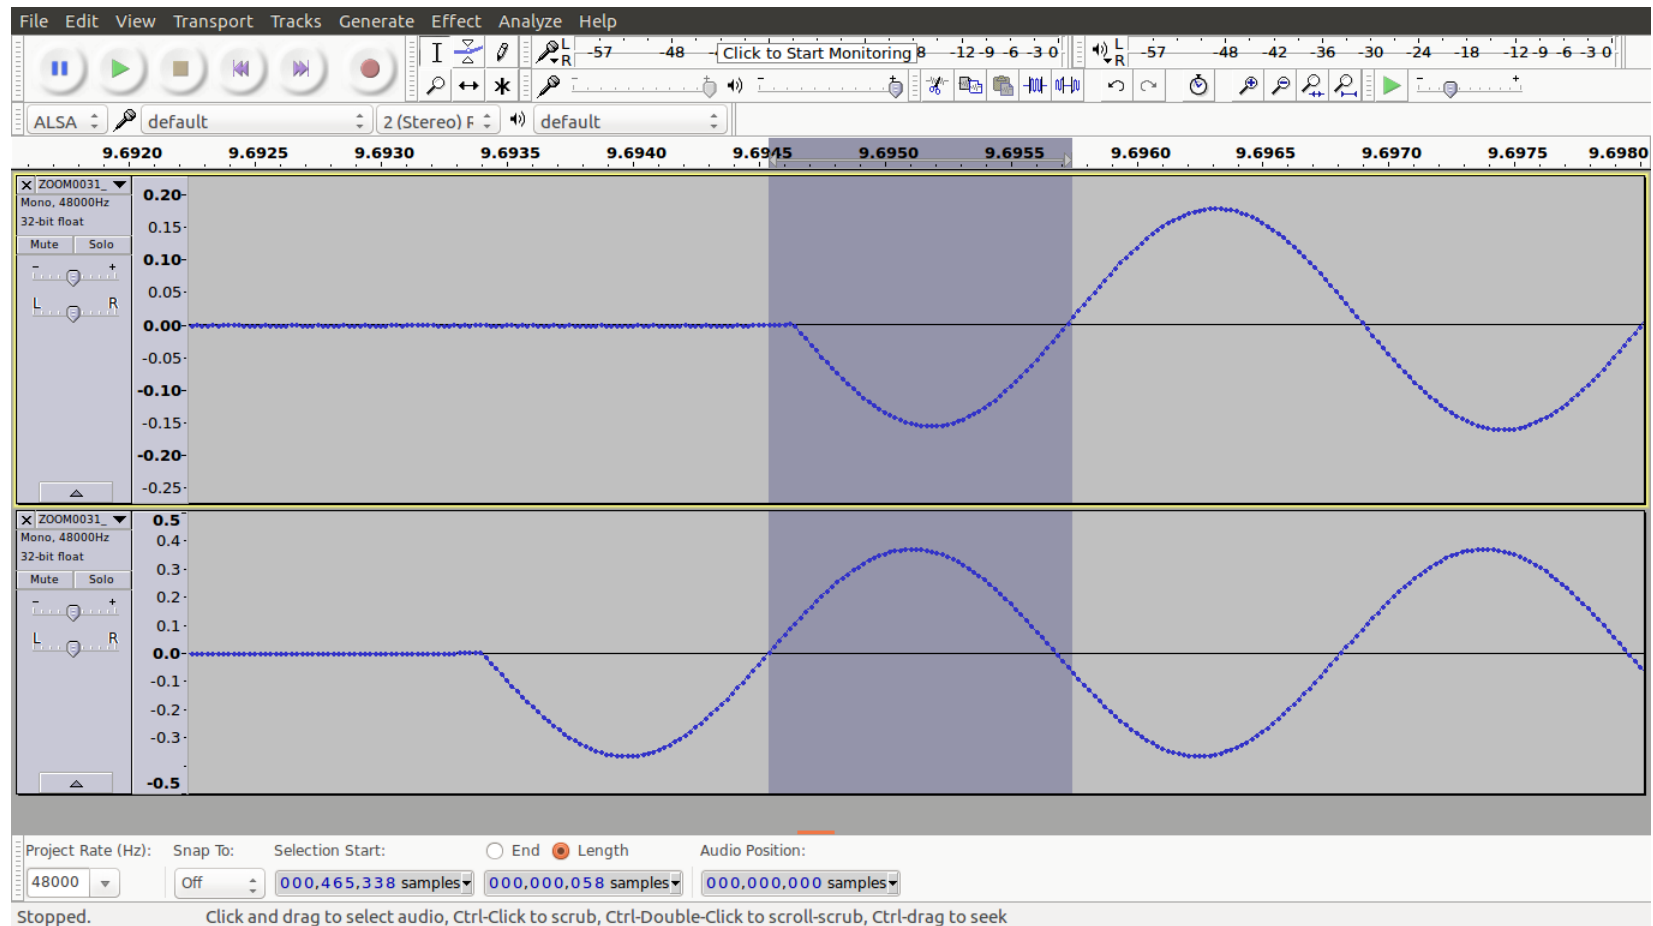 File Edit View Transport Tracks Generate Effect Analyze Help
L R -57 -48 - Click to Start Monitoring 8 -12 -9 -6 -3 0 L R -57 -48 -42 -36 -30 -24 -18 -12 -9 -6 -3 0
- + - + - +
ALSA default 2 (Stereo) R default
9.6920 9.6925 9.6930 9.6935 9.6940 9.6945 9.6950 9.6955 9.6960 9.6965 9.6970 9.6975 9.6980
X ZOOM0031_
Mono, 48000Hz
32-bit float
Mute Solo
- +
L R
0.20
0.15
0.10
0.05
0.00
-0.05
-0.10
-0.15
-0.20
-0.25
X ZOOM0031_
Mono, 48000Hz
32-bit float
Mute Solo
- +
L R
0.5
0.4
0.3
0.2
0.1
0.0
-0.1
-0.2
-0.3
-0.5
Project Rate (Hz): Snap To: Selection Start: End Length Audio Position:
48000 Off 000,465,338 samples 000,000,058 samples 000,000,000 samples
Stopped. Click and drag to select audio, Ctrl-Click to scrub, Ctrl-Double-Click to scroll-scrub, Ctrl-drag to seek